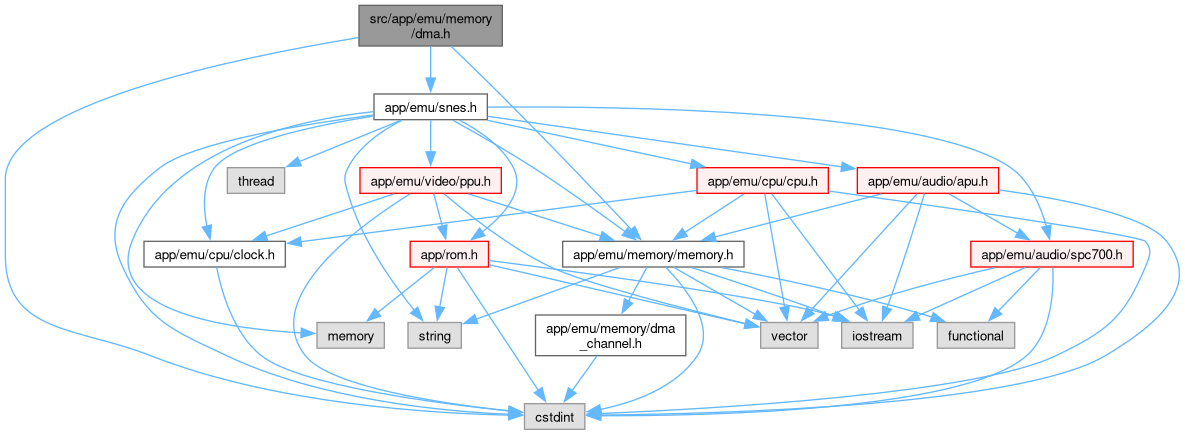 src/app/emu/memory
/dma.h
app/emu/snes.h
thread
app/emu/video/ppu.h
app/emu/cpu/cpu.h
app/emu/audio/apu.h
app/emu/cpu/clock.h
app/rom.h
app/emu/memory/memory.h
app/emu/audio/spc700.h
memory
string
app/emu/memory/dma
_channel.h
vector
iostream
functional
cstdint